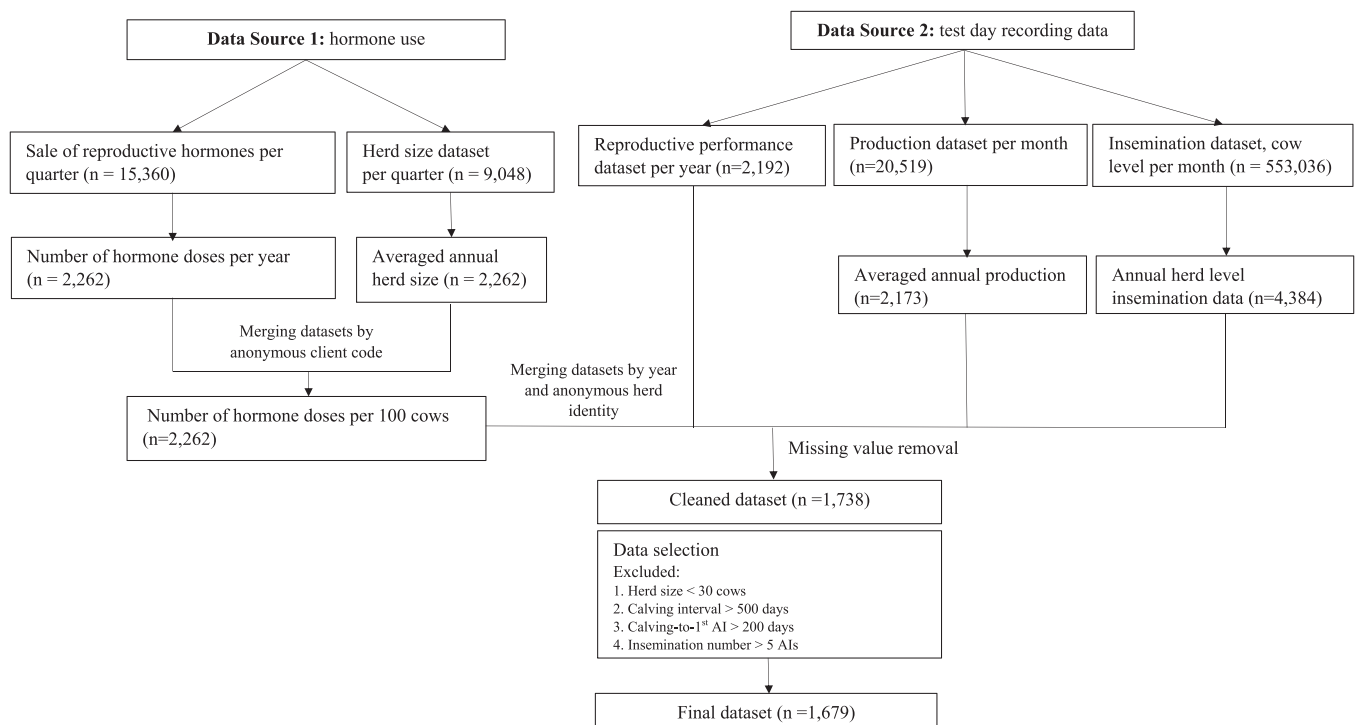 Data Source 1: hormone use
Data Source 2: test day recording data
Sale of reproductive hormones per
quarter (n = 15,360)
Herd size dataset
per quarter (n = 9,048)
Reproductive performance
dataset per year (n=2,192)
Production dataset per month
(n=20,519)
Insemination dataset, cow
level per month (n = 553,036)
Number of hormone doses per year
(n = 2,262)
Averaged annual
herd size (n = 2,262)
Averaged annual production
(n=2,173)
Annual herd level
insemination data (n=4,384)
Merging datasets by
anonymous client code
Merging datasets by year
and anonymous herd
identity
Number of hormone doses per 100 cows
(n=2,262)
Missing value removal
Cleaned dataset (n =1,738)
Data selection
Excluded:
1. Herd size < 30 cows
2. Calving interval > 500 days
3. Calving-to-1st AI > 200 days
4. Insemination number > 5 AIs
Final dataset (n =1,679)